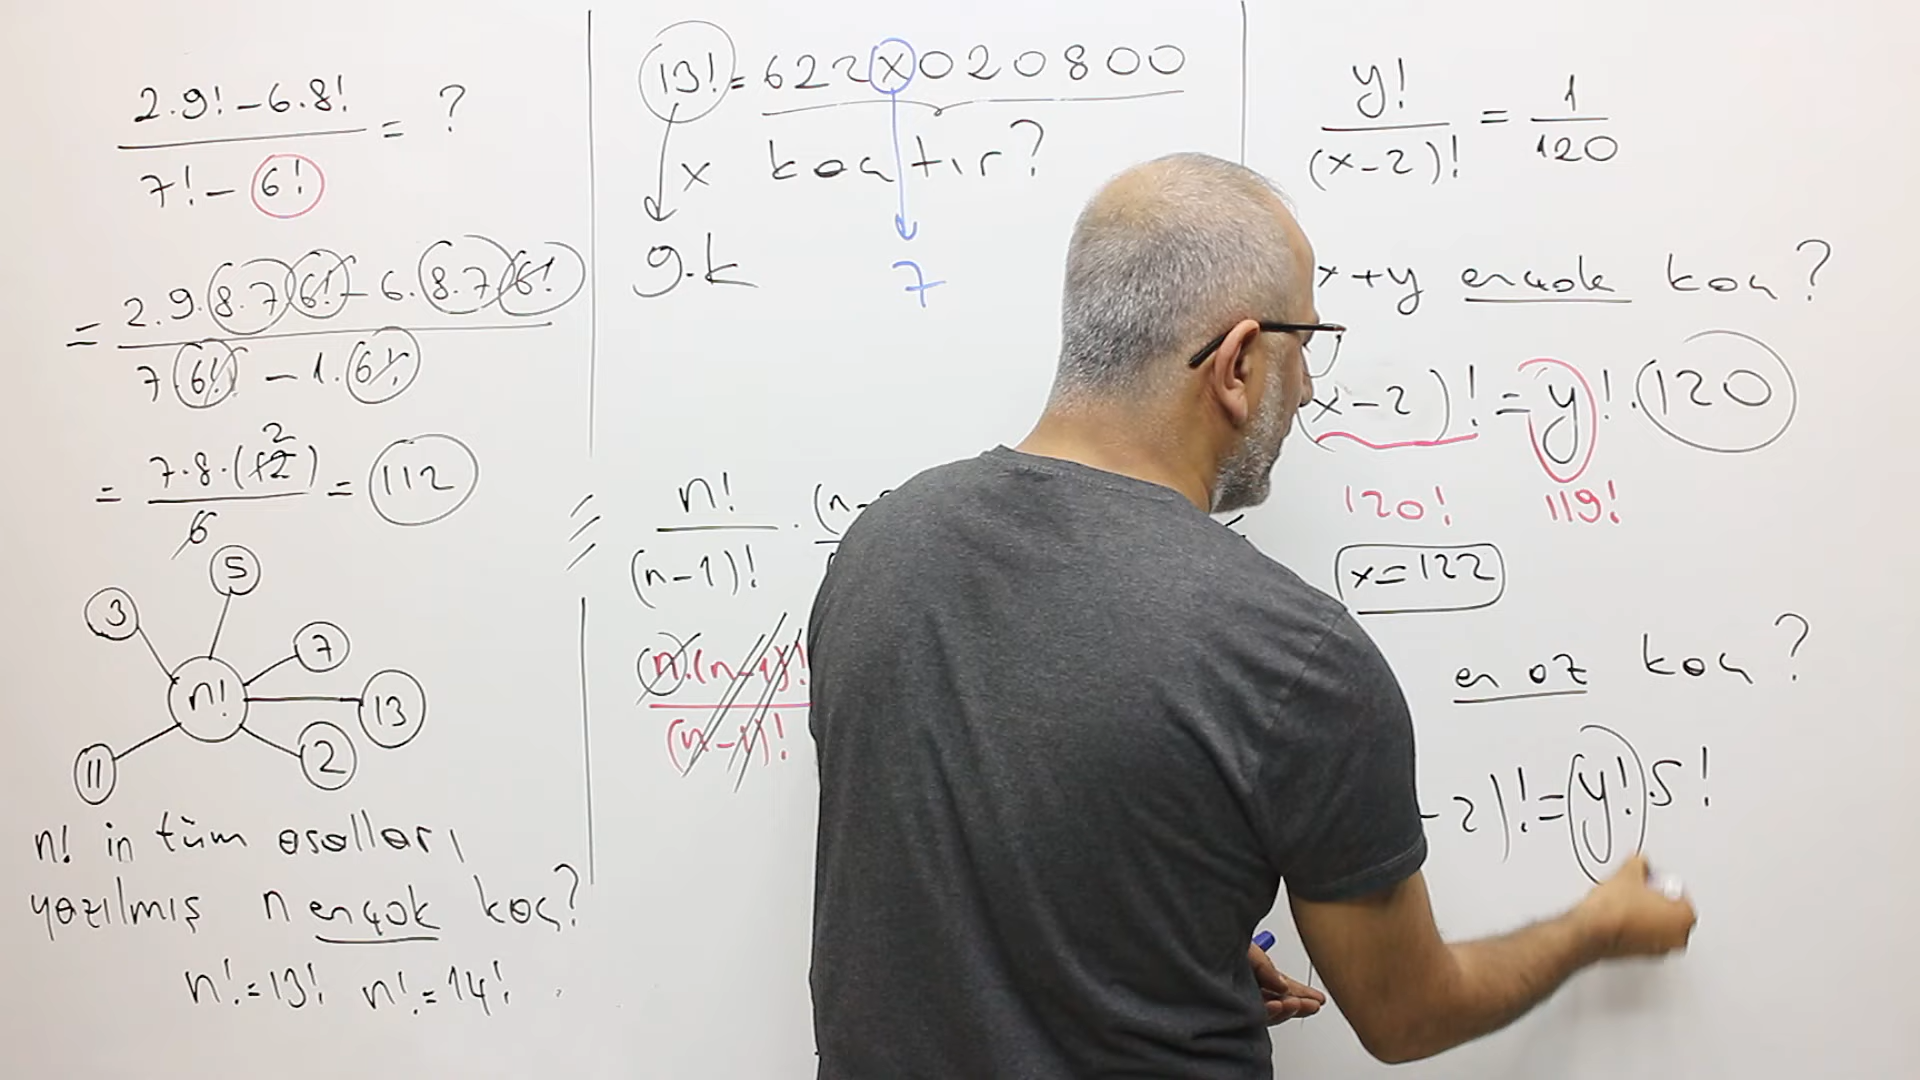 2.9! - 6.8!
= ?
7! - 6!
2.9.8.7.6! - 6.8.7.6!
=
7.6! - 1.6!
2
= 7.8.(12) = 112
6
5
3
7
n!
13
11
2
n! in tüm asalları
yazılmış n ençok kaç?
n! = 13! n! = 14!
13! = 622x020800
x kaçtır?
9.k
7
n! . (n-
(n-1)!
n.(n-1)!
(n-1)!
y! = 1
(x-2)! 120
x+y ençok kaç?
x-2)! = y!.120
120! 119!
x=122
en az kaç?
-2)! = y!.5!